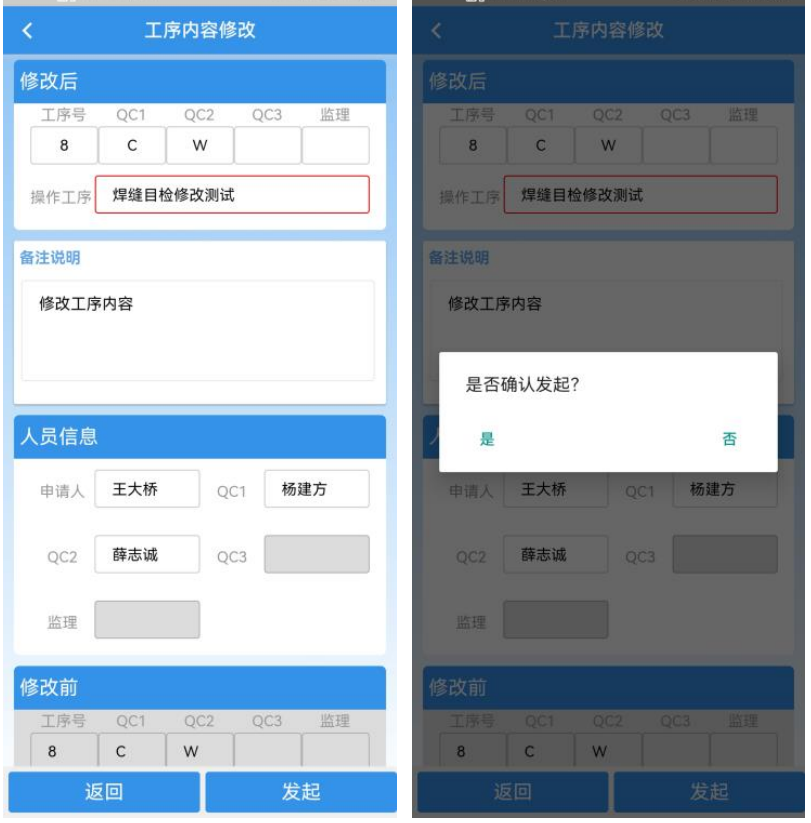 工序内容修改
修改后
工序号 QC1 QC2 QC3 监理
8 C W
操作工序 焊缝目检修改测试
备注说明
修改工序内容
人员信息
申请人 王大桥 QC1 杨建方
QC2 薛志诚 QC3
监理
修改前
工序号 QC1 QC2 QC3 监理
8 C W
返回 发起
工序内容修改
修改后
工序号 QC1 QC2 QC3 监理
8 C W
操作工序 焊缝目检修改测试
备注说明
修改工序内容
是否确认发起?
是 否
申请人 王大桥 QC1 杨建方
QC2 薛志诚 QC3
监理
修改前
工序号 QC1 QC2 QC3 监理
8 C W
返回 发起